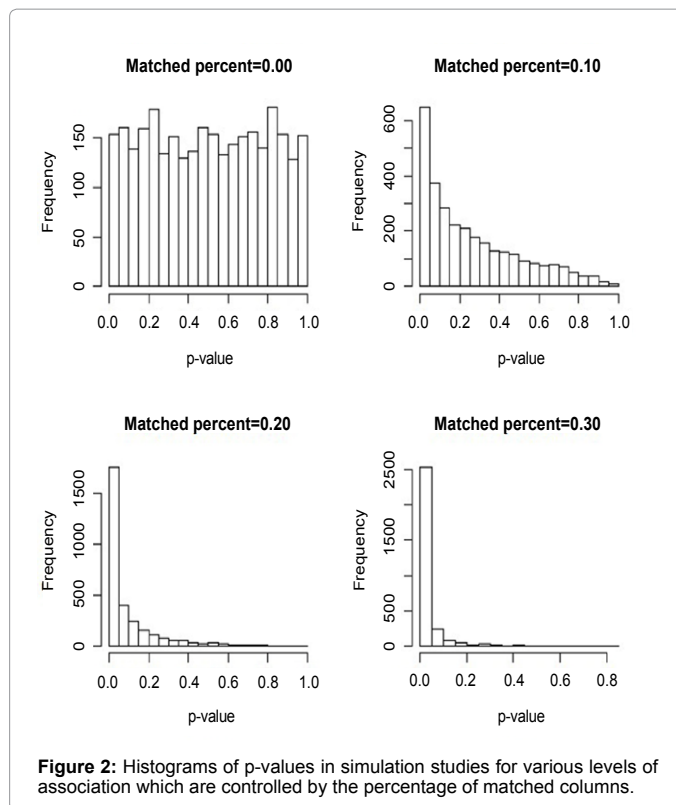 Matched percent=0.00
Matched percent=0.10
Frequency
0
50
100
150
0.0 0.2 0.4 0.6 0.8 1.0
p-value
Frequency
0
200
400
600
0.0 0.2 0.4 0.6 0.8 1.0
p-value
Matched percent=0.20
Matched percent=0.30
Frequency
0
500
1000
1500
0.0 0.2 0.4 0.6 0.8 1.0
p-value
Frequency
0
500
1500
2500
0.0 0.2 0.4 0.6 0.8
p-value
Figure 2: Histograms of p-values in simulation studies for various levels of
association which are controlled by the percentage of matched columns.